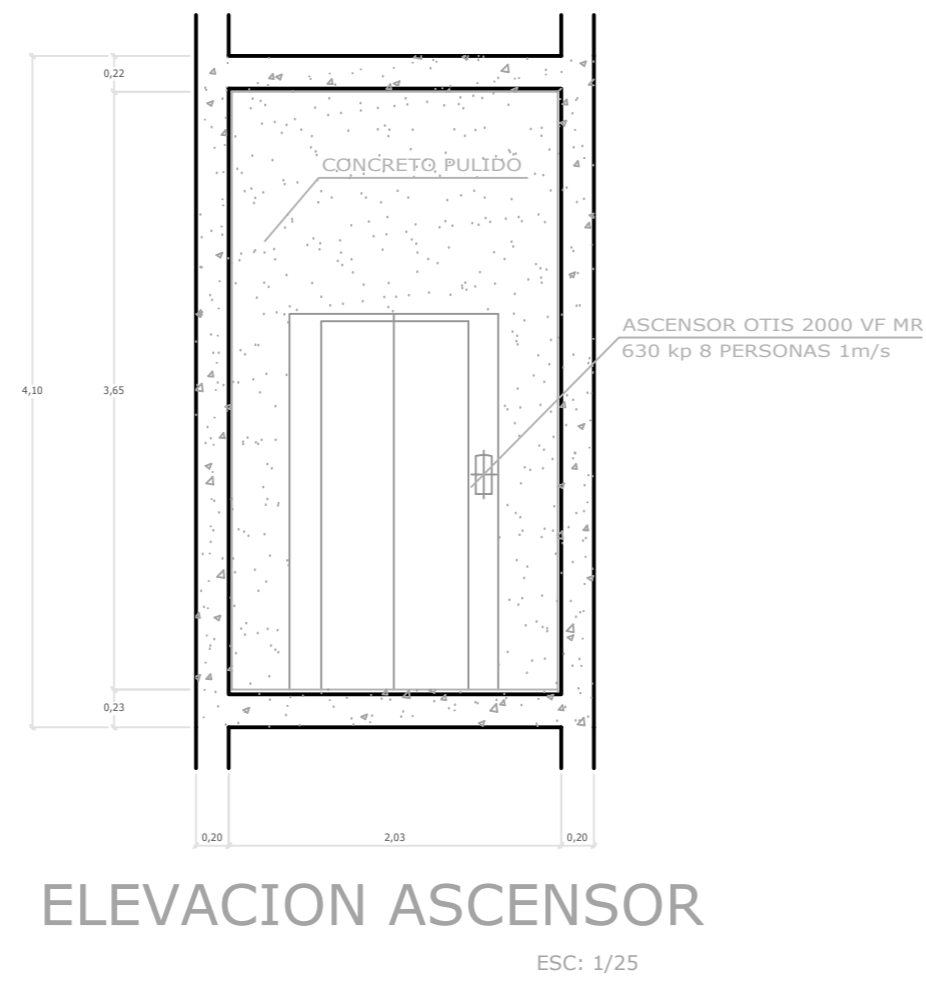 0,22
CONCRETO PULIDO
ASCENSOR OTIS 2000 VF MR
630 kp 8 PERSONAS 1m/s
4,10
3,65
0,23
0,20
2,03
0,20
ELEVACION ASCENSOR
ESC: 1/25